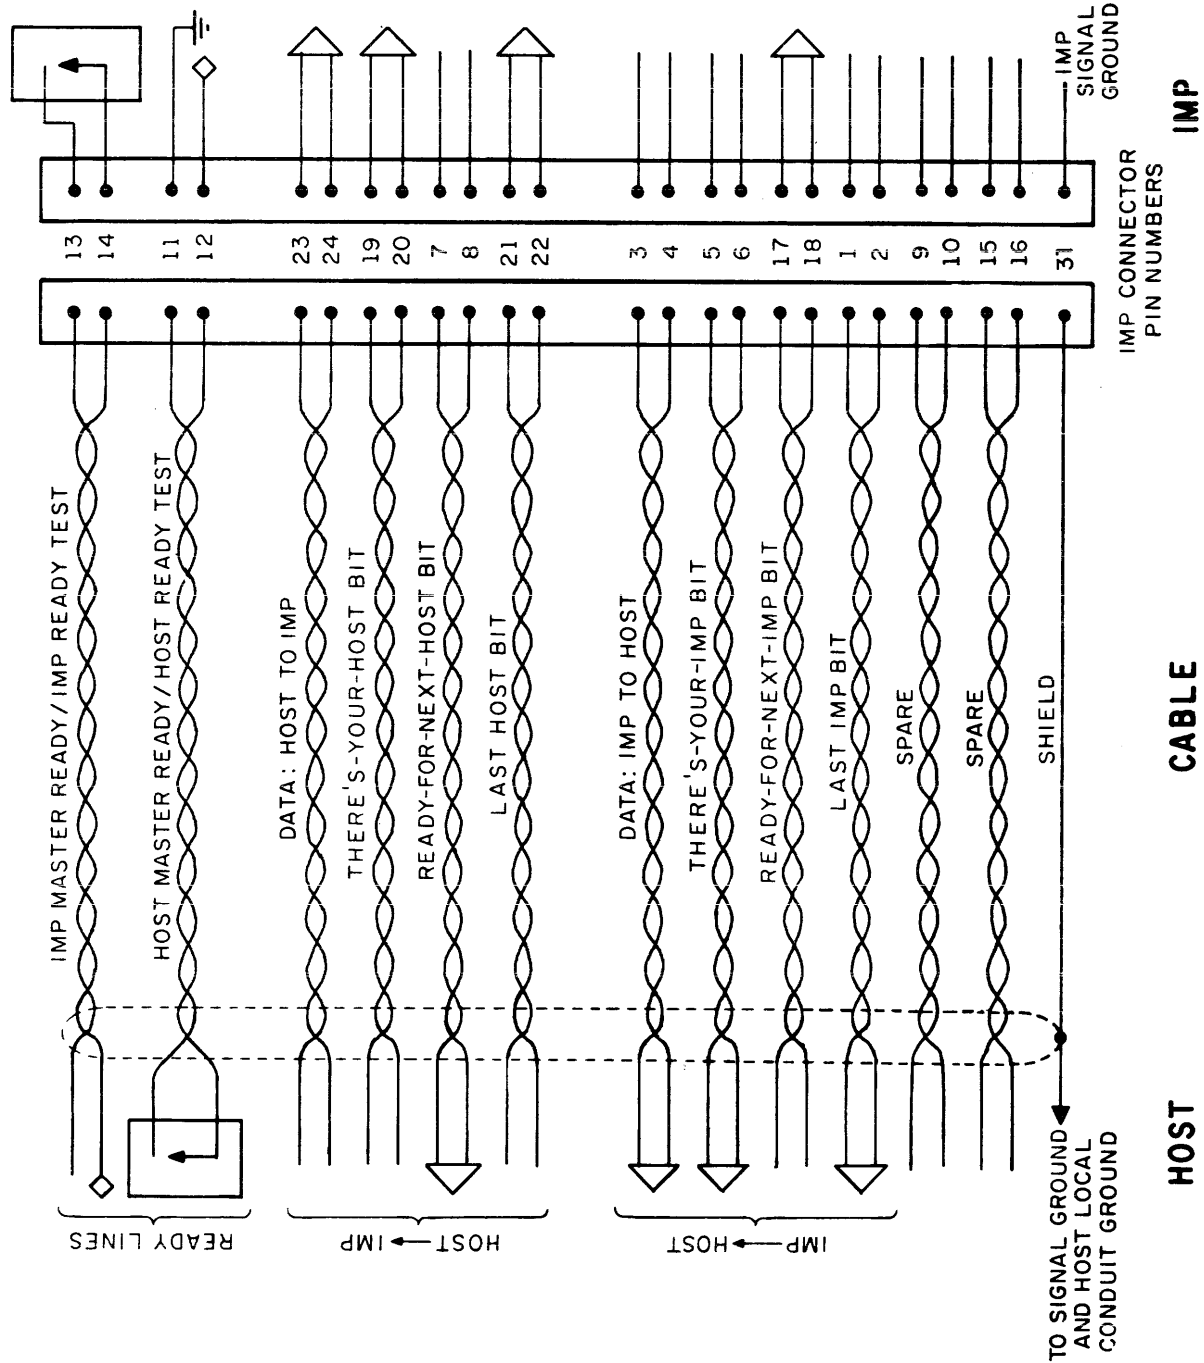 IMP MASTER READY/IMP READY TEST
HOST MASTER READY/HOST READY TEST
DATA: HOST TO IMP
THERE'S-YOUR-HOST BIT
READY-FOR-NEXT-HOST BIT
LAST HOST BIT
DATA: IMP TO HOST
THERE'S-YOUR-IMP BIT
READY-FOR-NEXT-IMP BIT
LAST IMP BIT
SPARE
SPARE
SHIELD
13
14
11
12
23
24
19
20
7
8
21
22
3
4
5
6
17
18
1
2
9
10
15
16
31
IMP CONNECTOR
PIN NUMBERS
IMP
SIGNAL
GROUND
READY LINES
HOST→IMP
IMP→HOST
TO SIGNAL GROUND
AND HOST LOCAL
CONDUIT GROUND
HOST
CABLE
IMP